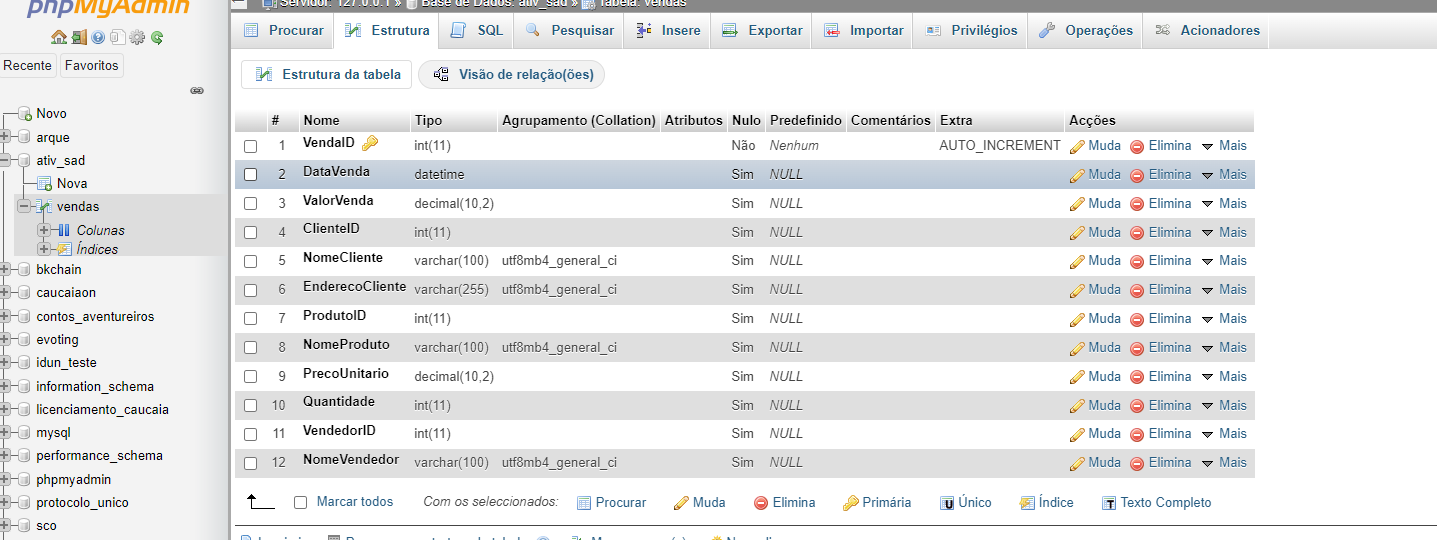 phpMyAdmin
Recente Favoritos
Novo
arque
ativ_sad
Nova
vendas
Colunas
Índices
bkchain
caucaiaon
contos_aventureiros
evoting
idun_teste
information_schema
licenciamento_caucaia
mysql
performance_schema
phpmyadmin
protocolo_unico
sco
Servidor: 127.0.0.1 » Base de Dados: ativ_sad » Tabela: vendas
Procurar Estrutura SQL Pesquisar Insere Exportar Importar Privilégios Operações Acionadores
Estrutura da tabela Visão de relação(ões)
# Nome Tipo Agrupamento (Collation) Atributos Nulo Predefinido Comentários Extra Acções
1 VendaID int(11) Não Nenhum AUTO_INCREMENT Muda Elimina Mais
2 DataVenda datetime Sim NULL Muda Elimina Mais
3 ValorVenda decimal(10,2) Sim NULL Muda Elimina Mais
4 ClienteID int(11) Sim NULL Muda Elimina Mais
5 NomeCliente varchar(100) utf8mb4_general_ci Sim NULL Muda Elimina Mais
6 EnderecoCliente varchar(255) utf8mb4_general_ci Sim NULL Muda Elimina Mais
7 ProdutoID int(11) Sim NULL Muda Elimina Mais
8 NomeProduto varchar(100) utf8mb4_general_ci Sim NULL Muda Elimina Mais
9 PrecoUnitario decimal(10,2) Sim NULL Muda Elimina Mais
10 Quantidade int(11) Sim NULL Muda Elimina Mais
11 VendedorID int(11) Sim NULL Muda Elimina Mais
12 NomeVendedor varchar(100) utf8mb4_general_ci Sim NULL Muda Elimina Mais
Marcar todos Com os seleccionados: Procurar Muda Elimina Primária Único Índice Texto Completo